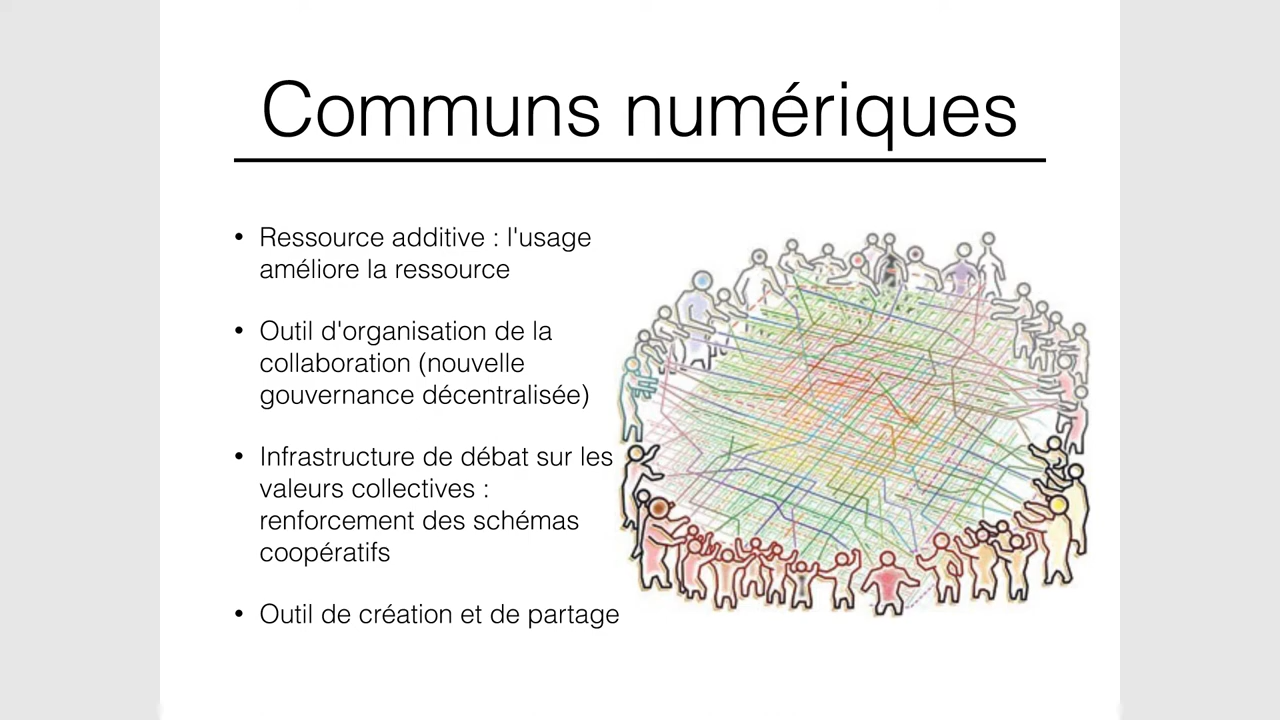 Communs numériques
• Ressource additive : l'usage
améliore la ressource
• Outil d'organisation de la
collaboration (nouvelle
gouvernance décentralisée)
• Infrastructure de débat sur les
valeurs collectives :
renforcement des schémas
coopératifs
• Outil de création et de partage